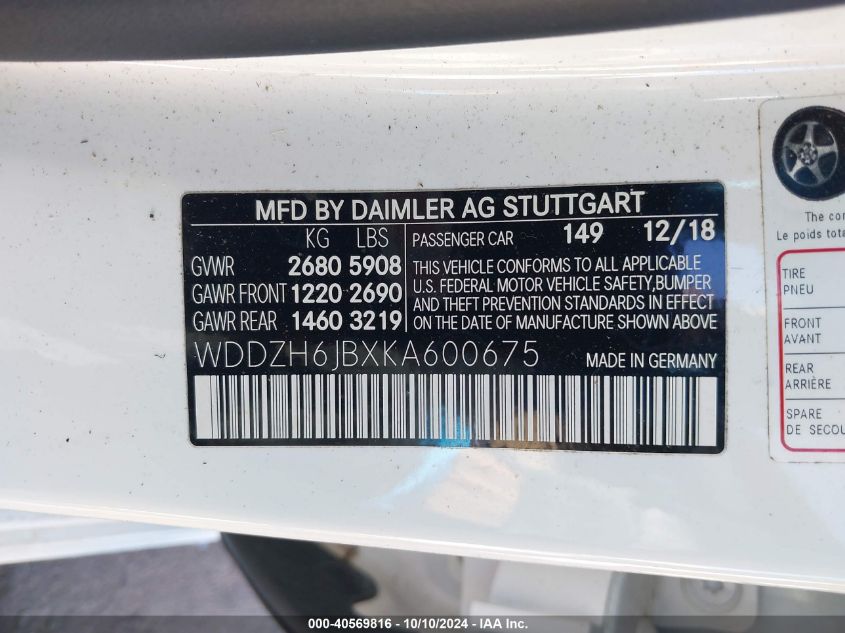 MFD BY DAIMLER AG STUTTGART
KG LBS
GVWR 2680 5908
GAWR FRONT 1220 2690
GAWR REAR 1460 3219
PASSENGER CAR 149 12/18
THIS VEHICLE CONFORMS TO ALL APPLICABLE
U.S. FEDERAL MOTOR VEHICLE SAFETY,BUMPER
AND THEFT PREVENTION STANDARDS IN EFFECT
ON THE DATE OF MANUFACTURE SHOWN ABOVE
WDDZH6JBXKA600675 MADE IN GERMANY
The
Le poids
TIRE
PNEU
FRONT
AVANT
REAR
ARRIÈRE
SPARE
DE
000-40569816 - 10/10/2024 - IAA Inc.